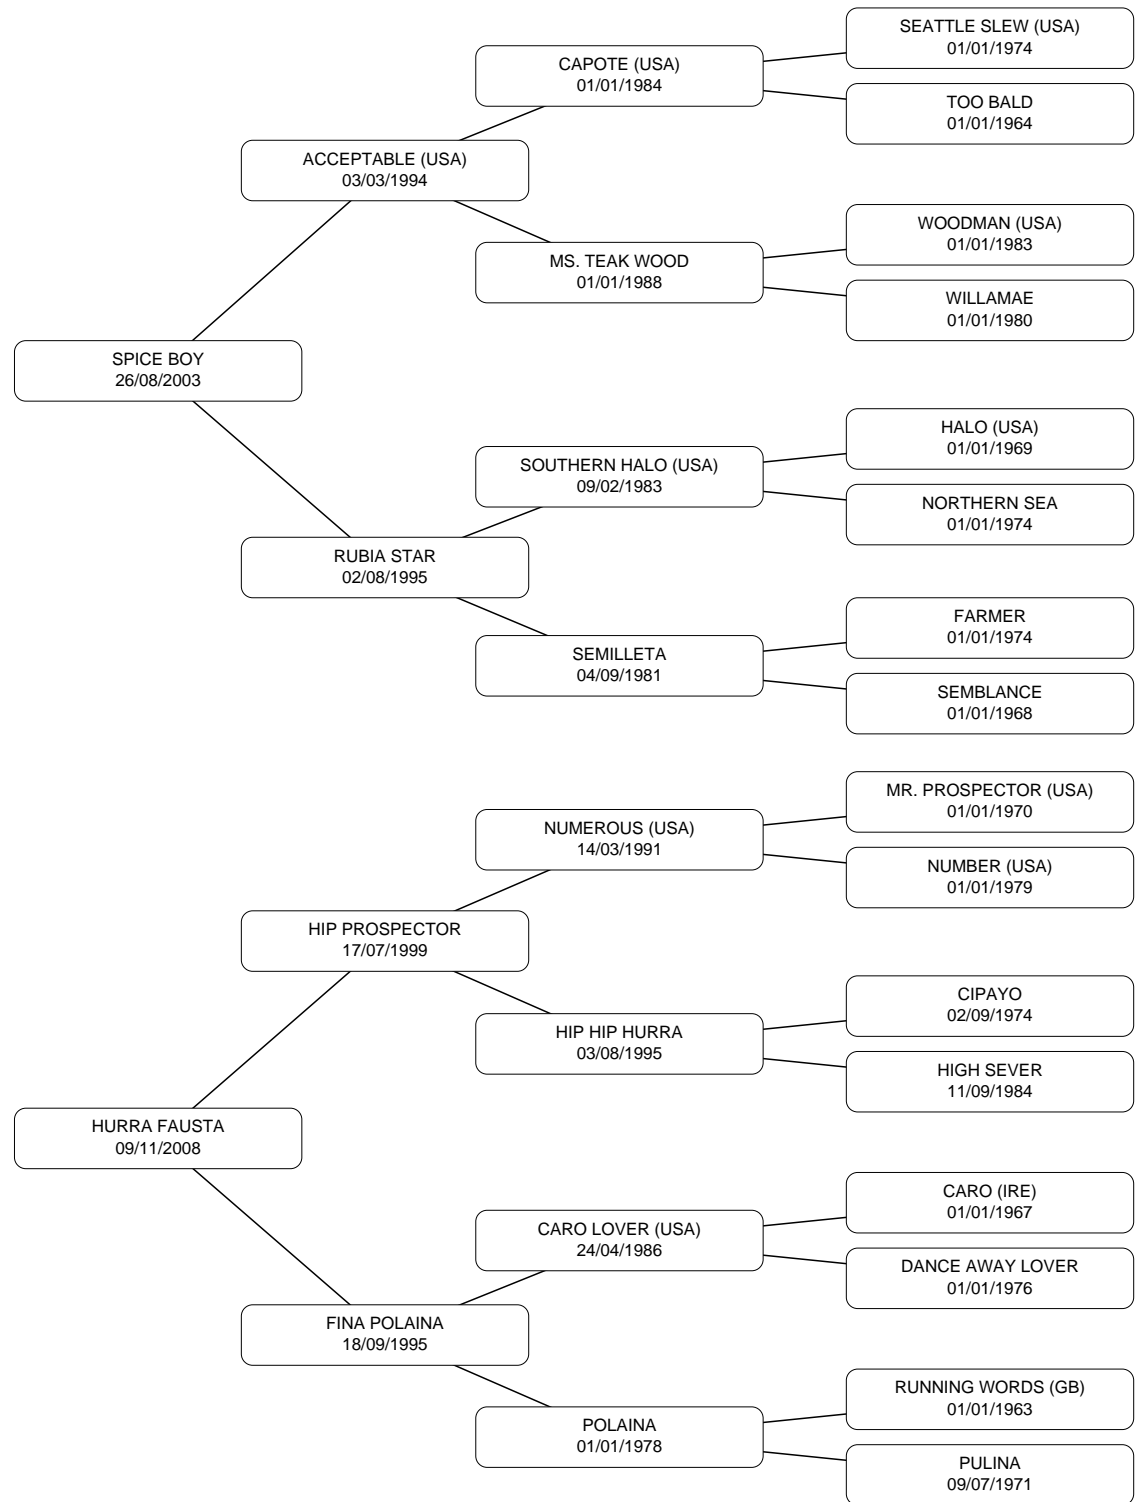 SEATTLE SLEW (USA)
01/01/1974
CAPOTE (USA)
01/01/1984
TOO BALD
01/01/1964
ACCEPTABLE (USA)
03/03/1994
WOODMAN (USA)
01/01/1983
MS. TEAK WOOD
01/01/1988
WILLAMAE
01/01/1980
SPICE BOY
26/08/2003
HALO (USA)
01/01/1969
SOUTHERN HALO (USA)
09/02/1983
NORTHERN SEA
01/01/1974
RUBIA STAR
02/08/1995
FARMER
01/01/1974
SEMILLETA
04/09/1981
SEMBLANCE
01/01/1968
MR. PROSPECTOR (USA)
01/01/1970
NUMEROUS (USA)
14/03/1991
NUMBER (USA)
01/01/1979
HIP PROSPECTOR
17/07/1999
CIPAYO
02/09/1974
HIP HIP HURRA
03/08/1995
HIGH SEVER
11/09/1984
HURRA FAUSTA
09/11/2008
CARO (IRE)
01/01/1967
CARO LOVER (USA)
24/04/1986
DANCE AWAY LOVER
01/01/1976
FINA POLAINA
18/09/1995
RUNNING WORDS (GB)
01/01/1963
POLAINA
01/01/1978
PULINA
09/07/1971